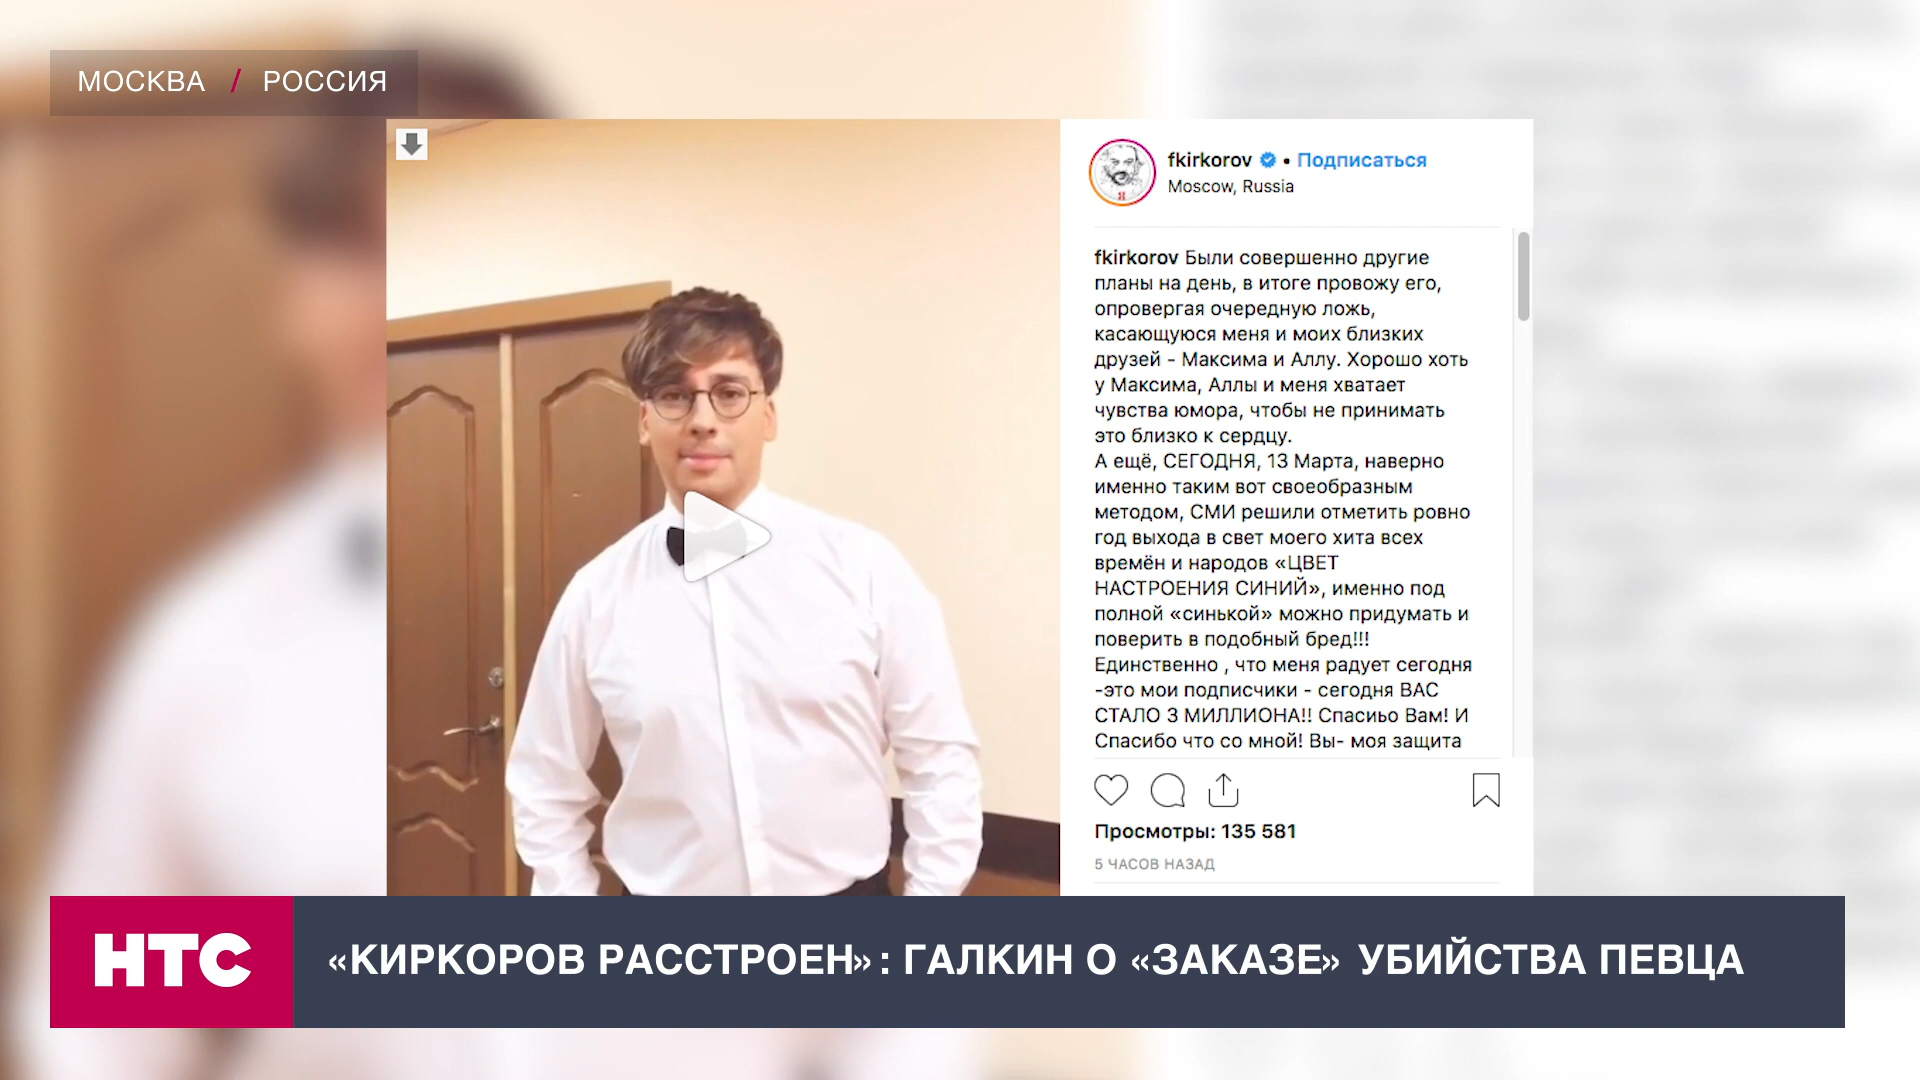 МОСКВА / РОССИЯ
fkirkorov • Подписаться
Moscow, Russia
fkirkorov Были совершенно другие
планы на день, в итоге провожу его,
опровергая очередную ложь,
касающуюся меня и моих близких
друзей - Максима и Аллу. Хорошо хоть
у Максима, Аллы и меня хватает
чувства юмора, чтобы не принимать
это близко к сердцу.
А ещё, СЕГОДНЯ, 13 Марта, наверно
именно таким вот своеобразным
методом, СМИ решили отметить ровно
год выхода в свет моего хита всех
времён и народов «ЦВЕТ
НАСТРОЕНИЯ СИНИЙ», именно под
полной «синькой» можно придумать и
поверить в подобный бред!!!
Единственно , что меня радует сегодня
-это мои подписчики - сегодня ВАС
СТАЛО 3 МИЛЛИОНА!! Спасиьо Вам! И
Спасибо что со мной! Вы- моя защита
Просмотры: 135 581
5 ЧАСОВ НАЗАД
НТС
«КИРКОРОВ РАССТРОЕН»: ГАЛКИН О «ЗАКАЗЕ» УБИЙСТВА ПЕВЦА